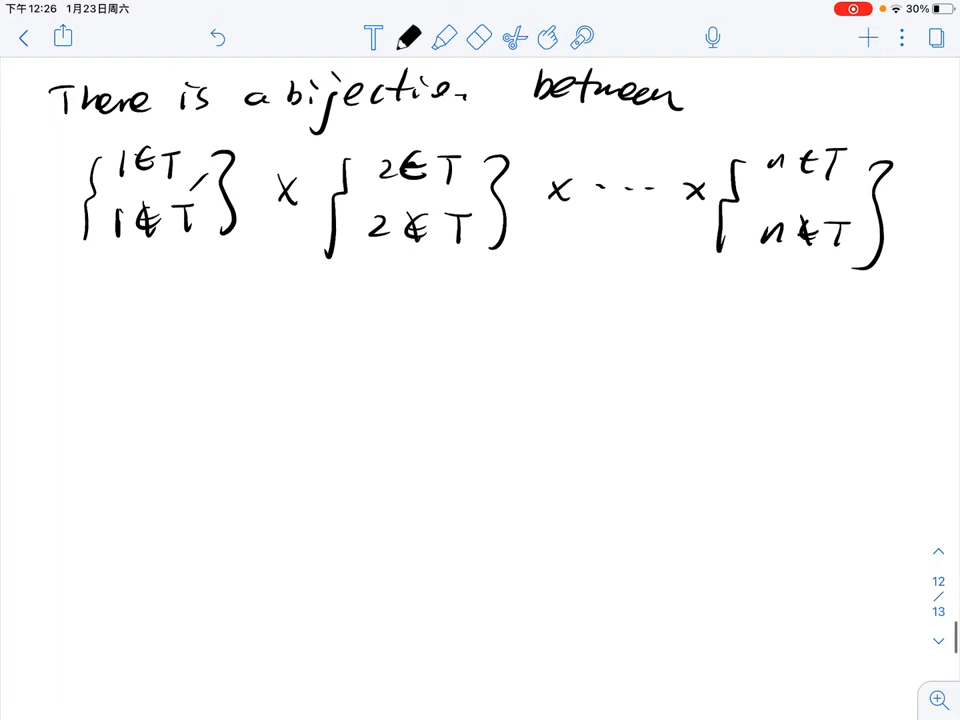 下午12:26 1月23日周六
30%
T
There is a bijection between
{1∈T, 1∉T} × {2∈T 2∉T} × ... × {n∈T n∉T}
12
/
13